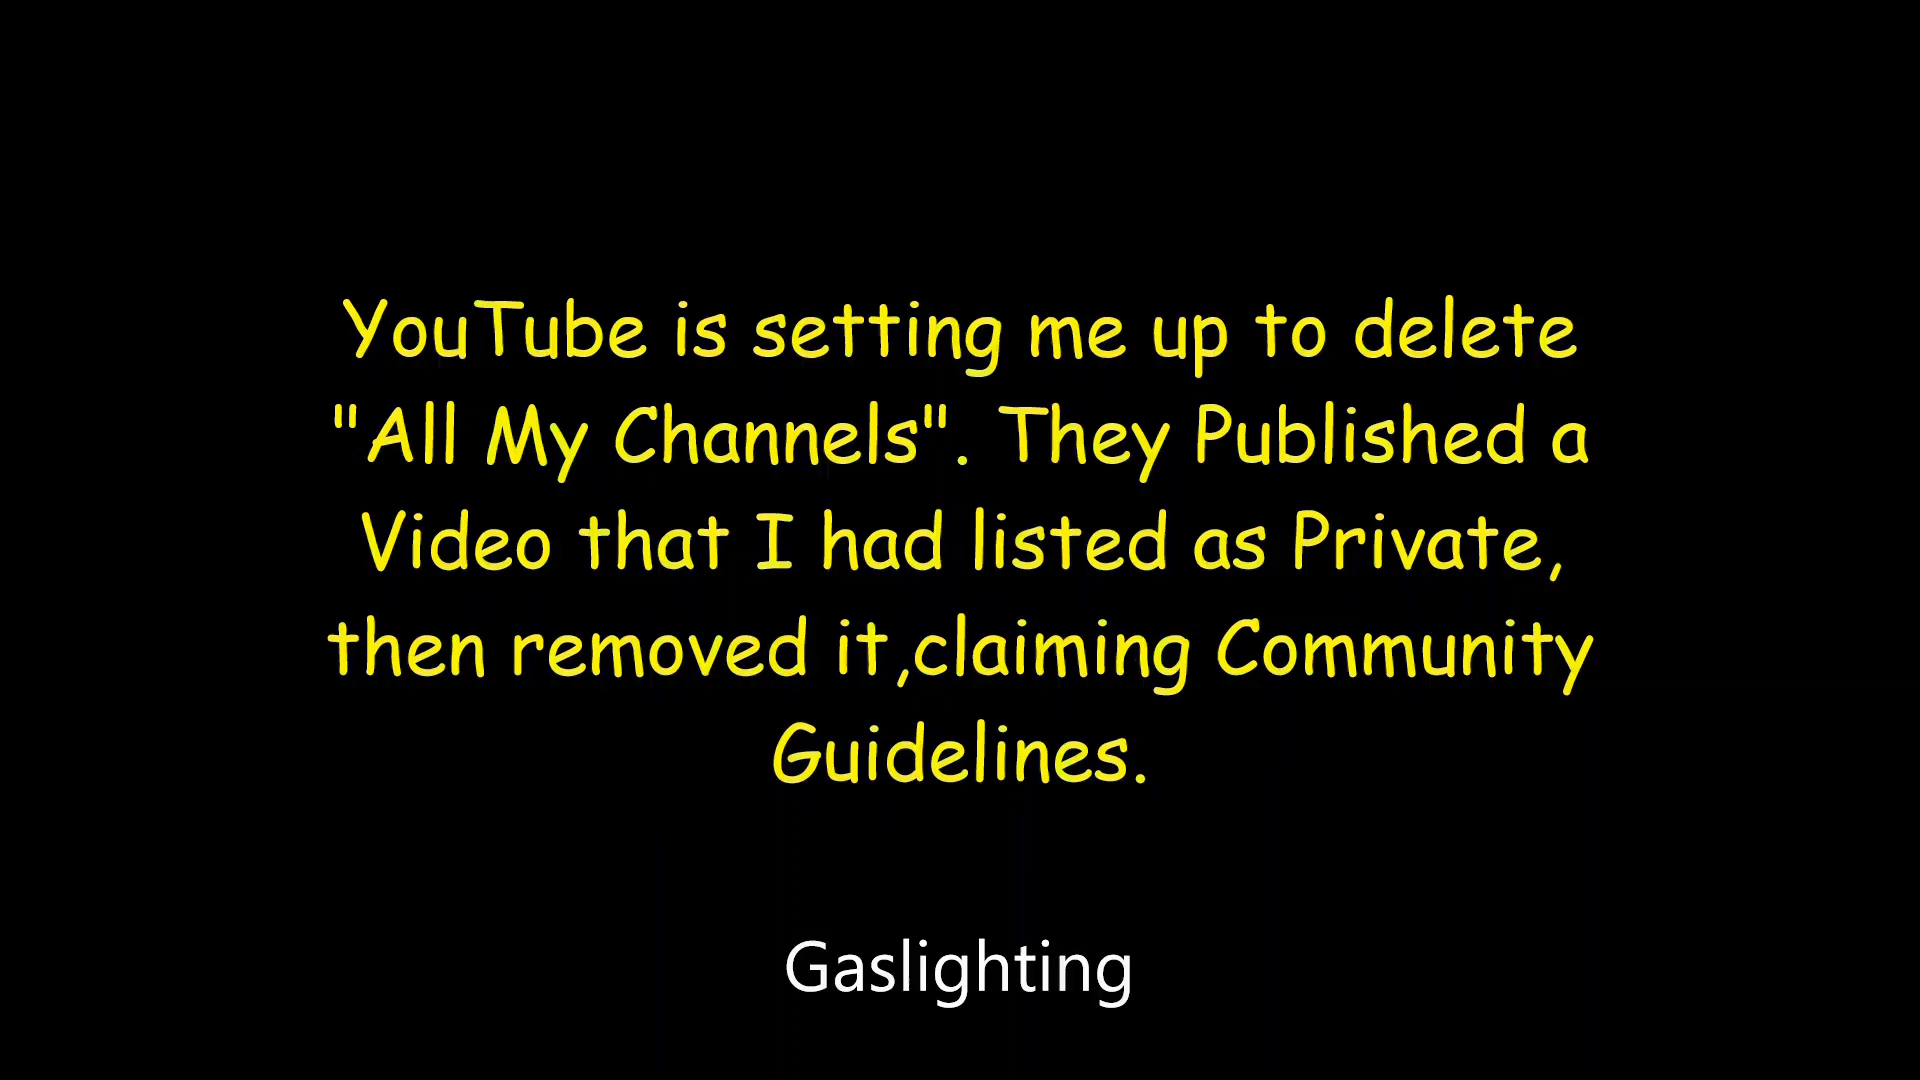 YouTube is setting me up to delete
"All My Channels". They Published a
Video that I had listed as Private,
then removed it,claiming Community
Guidelines.
Gaslighting